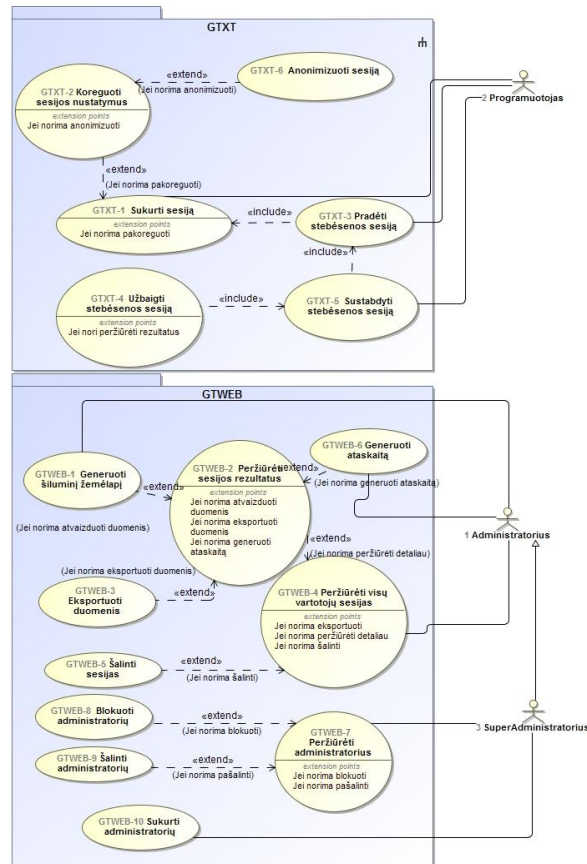 GTXT
GTXT-2 Koreguoti
sesijos nustatymus
extension points
Jei norima anonimizuoti
«extend»
(Jei norima anonimizuoti)
GTXT-6 Anonimizuoti sesiją
2 Programuotojas
«extend»
(Jei norima pakoreguoti)
GTXT-1 Sukurti sesiją
extension points
Jei norima pakoreguoti
«include»
GTXT-3 Pradėti
stebėsenos sesiją
«include»
GTXT-4 Užbaigti
stebėsenos sesiją
extension points
Jei nori peržiūrėti rezultatus
«include»
GTXT-5 Sustabdyti
stebėsenos sesiją
GTWEB
GTWEB-1 Generuoti
šiluminį žemėlapį
«extend»
(Jei norima atvaizduoti duomenis)
GTWEB-2 Peržiūrėti
sesijos rezultatus
extension points
Jei norima atvaizduoti
duomenis
Jei norima eksportuoti
duomenis
Jei norima generuoti
ataskaitą
GTWEB-6 Generuoti
ataskaitą
«extend»
(Jei norima generuoti ataskaitą)
1 Administratorius
«extend»
(Jei norima peržiūrėti detaliau)
(Jei norima eksportuoti duomenis)
GTWEB-3
Eksportuoti
duomenis
«extend»
GTWEB-4 Peržiūrėti visų
vartotojų sesijas
extension points
Jei norima eksportuoti
Jei norima peržiūrėti detaliau
Jei norima šalinti
GTWEB-5 Šalinti
sesijas
«extend»
(Jei norima šalinti)
GTWEB-8 Blokuoti
administratorių
«extend»
(Jei norima blokuoti)
GTWEB-7
Peržiūrėti
administratorius
extension points
Jei norima blokuoti
Jei norima pašalinti
3 SuperAdministratorius
GTWEB-9 Šalinti
administratorių
«extend»
(Jei norima pašalinti)
GTWEB-10 Sukurti
administratorių